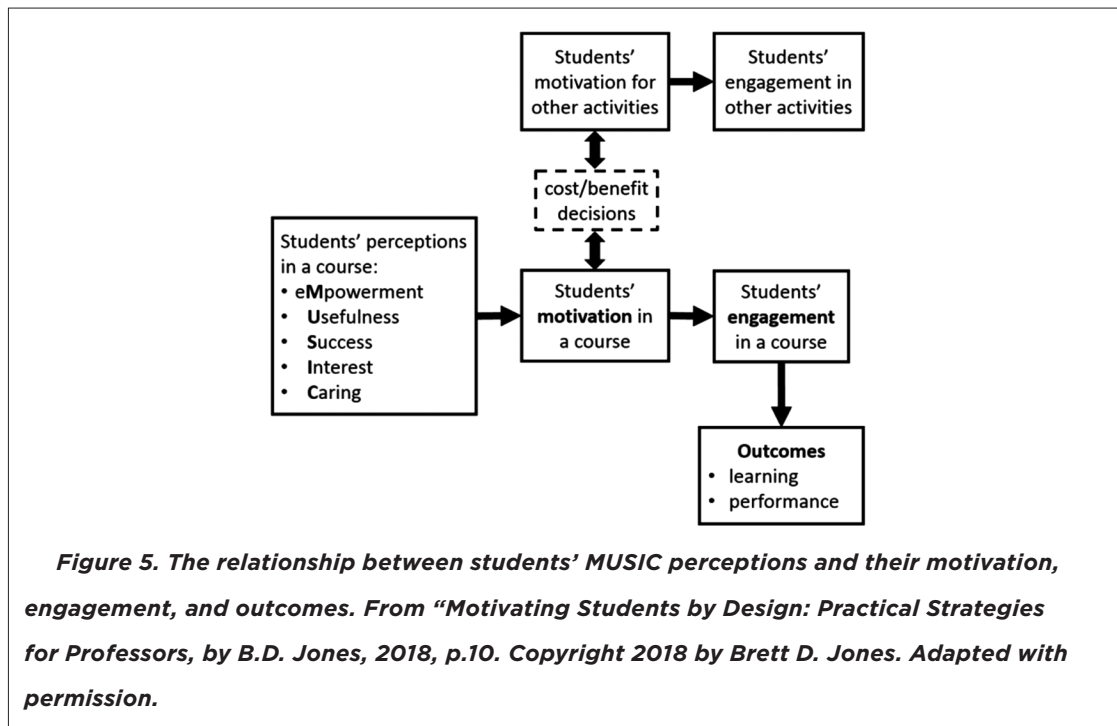 Students'
motivation for
other activities
Students'
engagement in
other activities
cost/benefit
decisions
Students' perceptions
in a course:
• eMpowerment
• Usefulness
• Success
• Interest
• Caring
Students'
motivation in
a course
Students'
engagement
in a course
Outcomes
• learning
• performance
Figure 5. The relationship between students' MUSIC perceptions and their motivation,
engagement, and outcomes. From “Motivating Students by Design: Practical Strategies
for Professors, by B.D. Jones, 2018, p.10. Copyright 2018 by Brett D. Jones. Adapted with
permission.